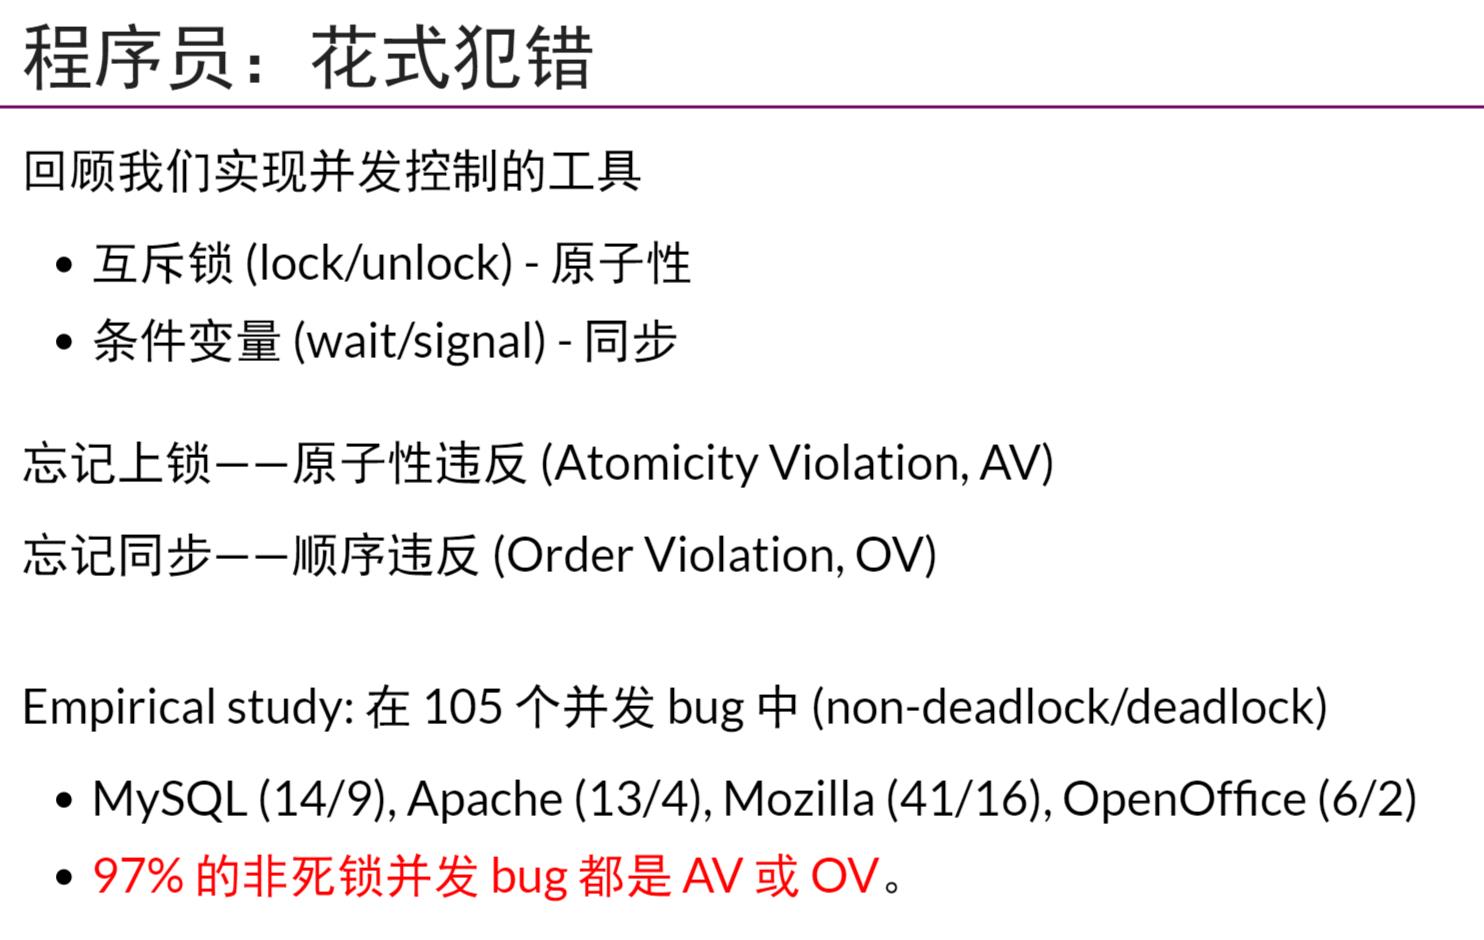 程序员：花式犯错
回顾我们实现并发控制的工具
• 互斥锁 (lock/unlock) - 原子性
• 条件变量 (wait/signal) - 同步
忘记上锁——原子性违反 (Atomicity Violation, AV)
忘记同步——顺序违反 (Order Violation, OV)
Empirical study: 在 105 个并发 bug 中 (non-deadlock/deadlock)
• MySQL (14/9), Apache (13/4), Mozilla (41/16), OpenOffice (6/2)
• 97% 的非死锁并发 bug 都是 AV 或 OV。